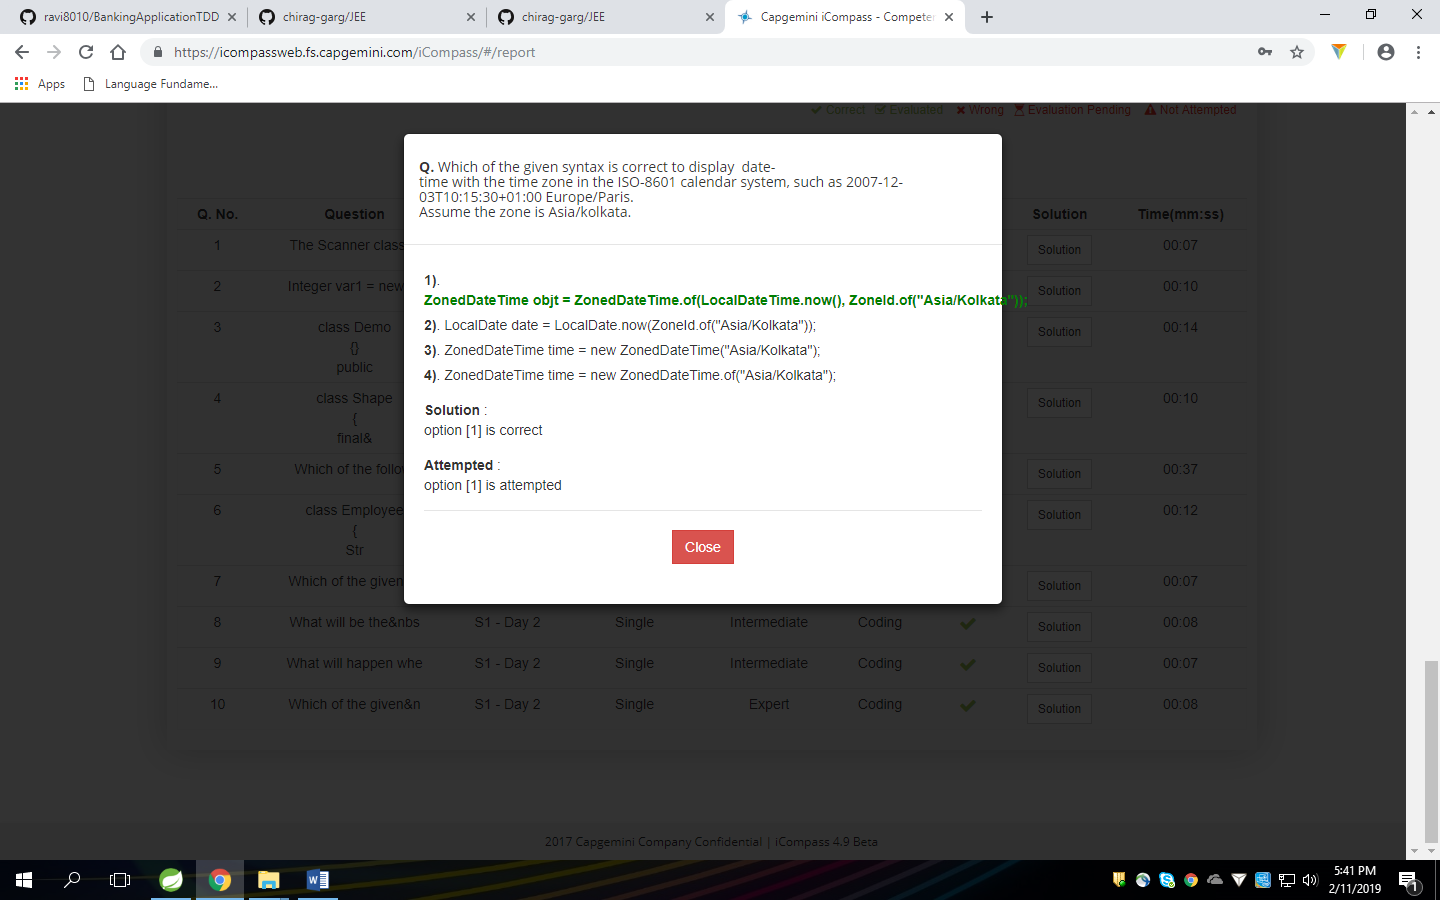 ravi8010/BankingApplicationTDD
chirag-garg/JEE
chirag-garg/JEE
Capgemini iCompass - Compete
https://icompassweb.fs.capgemini.com/iCompass/#/report
Apps
Language Fundame...
Correct Evaluated Wrong Evaluation Pending Not Attempted
Q. Which of the given syntax is correct to display  date-
time with the time zone in the ISO-8601 calendar system, such as 2007-12-
03T10:15:30+01:00 Europe/Paris.
Assume the zone is Asia/kolkata.
1).
ZonedDateTime objt = ZonedDateTime.of(LocalDateTime.now(), ZoneId.of("Asia/Kolkata"));
2). LocalDate date = LocalDate.now(ZoneId.of("Asia/Kolkata"));
3). ZonedDateTime time = new ZonedDateTime("Asia/Kolkata");
4). ZonedDateTime time = new ZonedDateTime.of("Asia/Kolkata");
Solution :
option [1] is correct
Attempted :
option [1] is attempted
Close
Q. No. Question Solution Time(mm:ss)
1 The Scanner class Solution 00:07
2 Integer var1 = new Solution 00:10
3 class Demo Solution 00:14
{}
public
4 class Shape Solution 00:10
{
final&
5 Which of the follo Solution 00:37
6 class Employee Solution 00:12
{
Str
7 Which of the given Solution 00:07
8 What will be the&nbs S1 - Day 2 Single Intermediate Coding Solution 00:08
9 What will happen whe S1 - Day 2 Single Intermediate Coding Solution 00:07
10 Which of the given&n S1 - Day 2 Single Expert Coding Solution 00:08
2017 Capgemini Company Confidential | iCompass 4.9 Beta
5:41 PM
2/11/2019
1